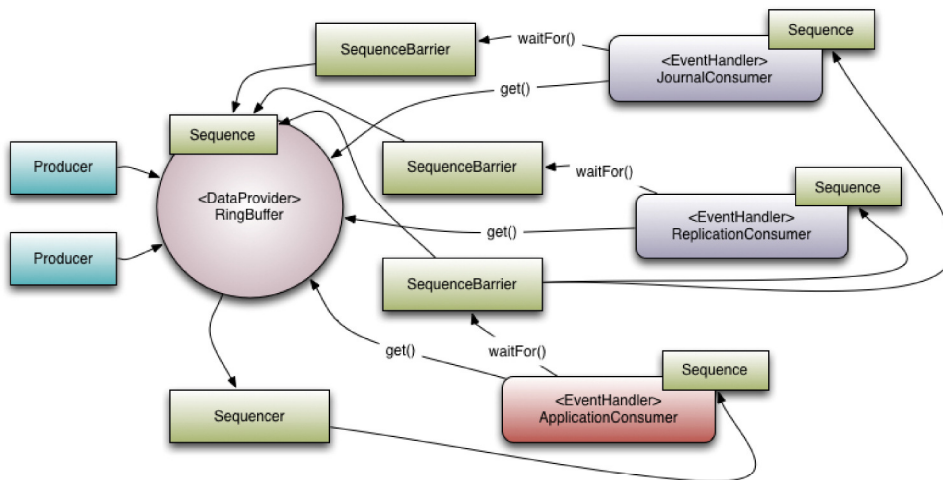 Sequence
SequenceBarrier
waitFor()
<EventHandler>
JournalConsumer
get()
Sequence
Producer
SequenceBarrier
waitFor()
Sequence
<DataProvider>
RingBuffer
<EventHandler>
ReplicationConsumer
get()
Producer
SequenceBarrier
get()
waitFor()
Sequence
<EventHandler>
ApplicationConsumer
Sequencer